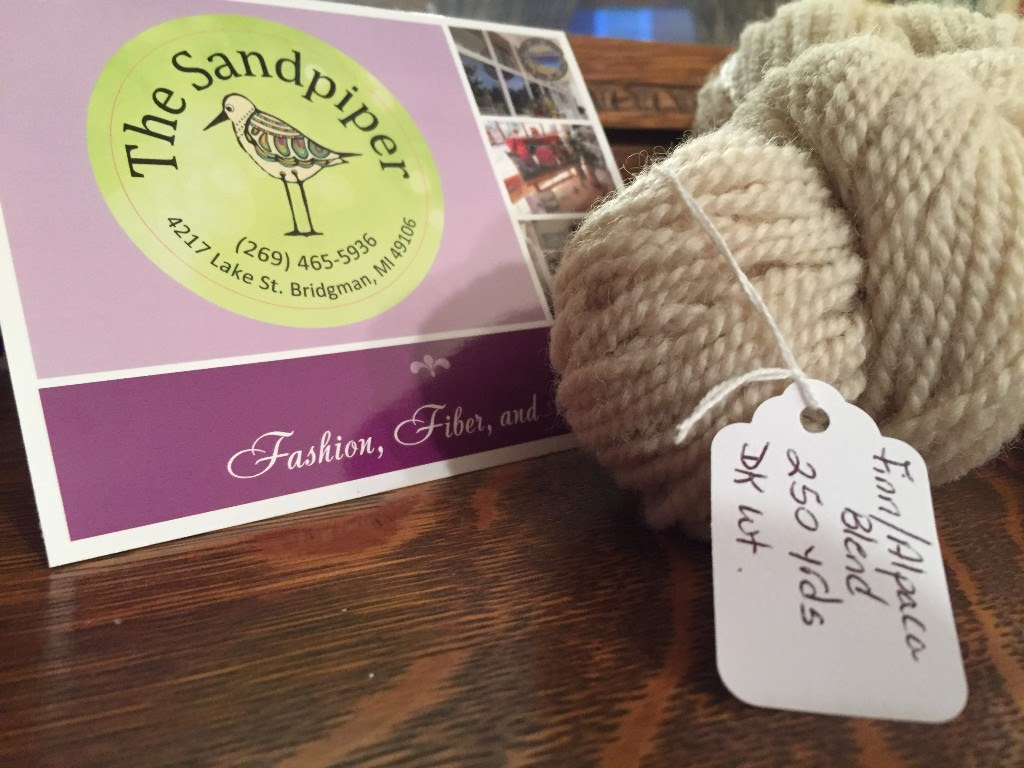 The Sandpiper
(269) 465-5936
4217 Lake St. Bridgman, MI 49106
Fashion, Fiber, and
Finn/Alpaca
Blend
250 yds
DK wt.